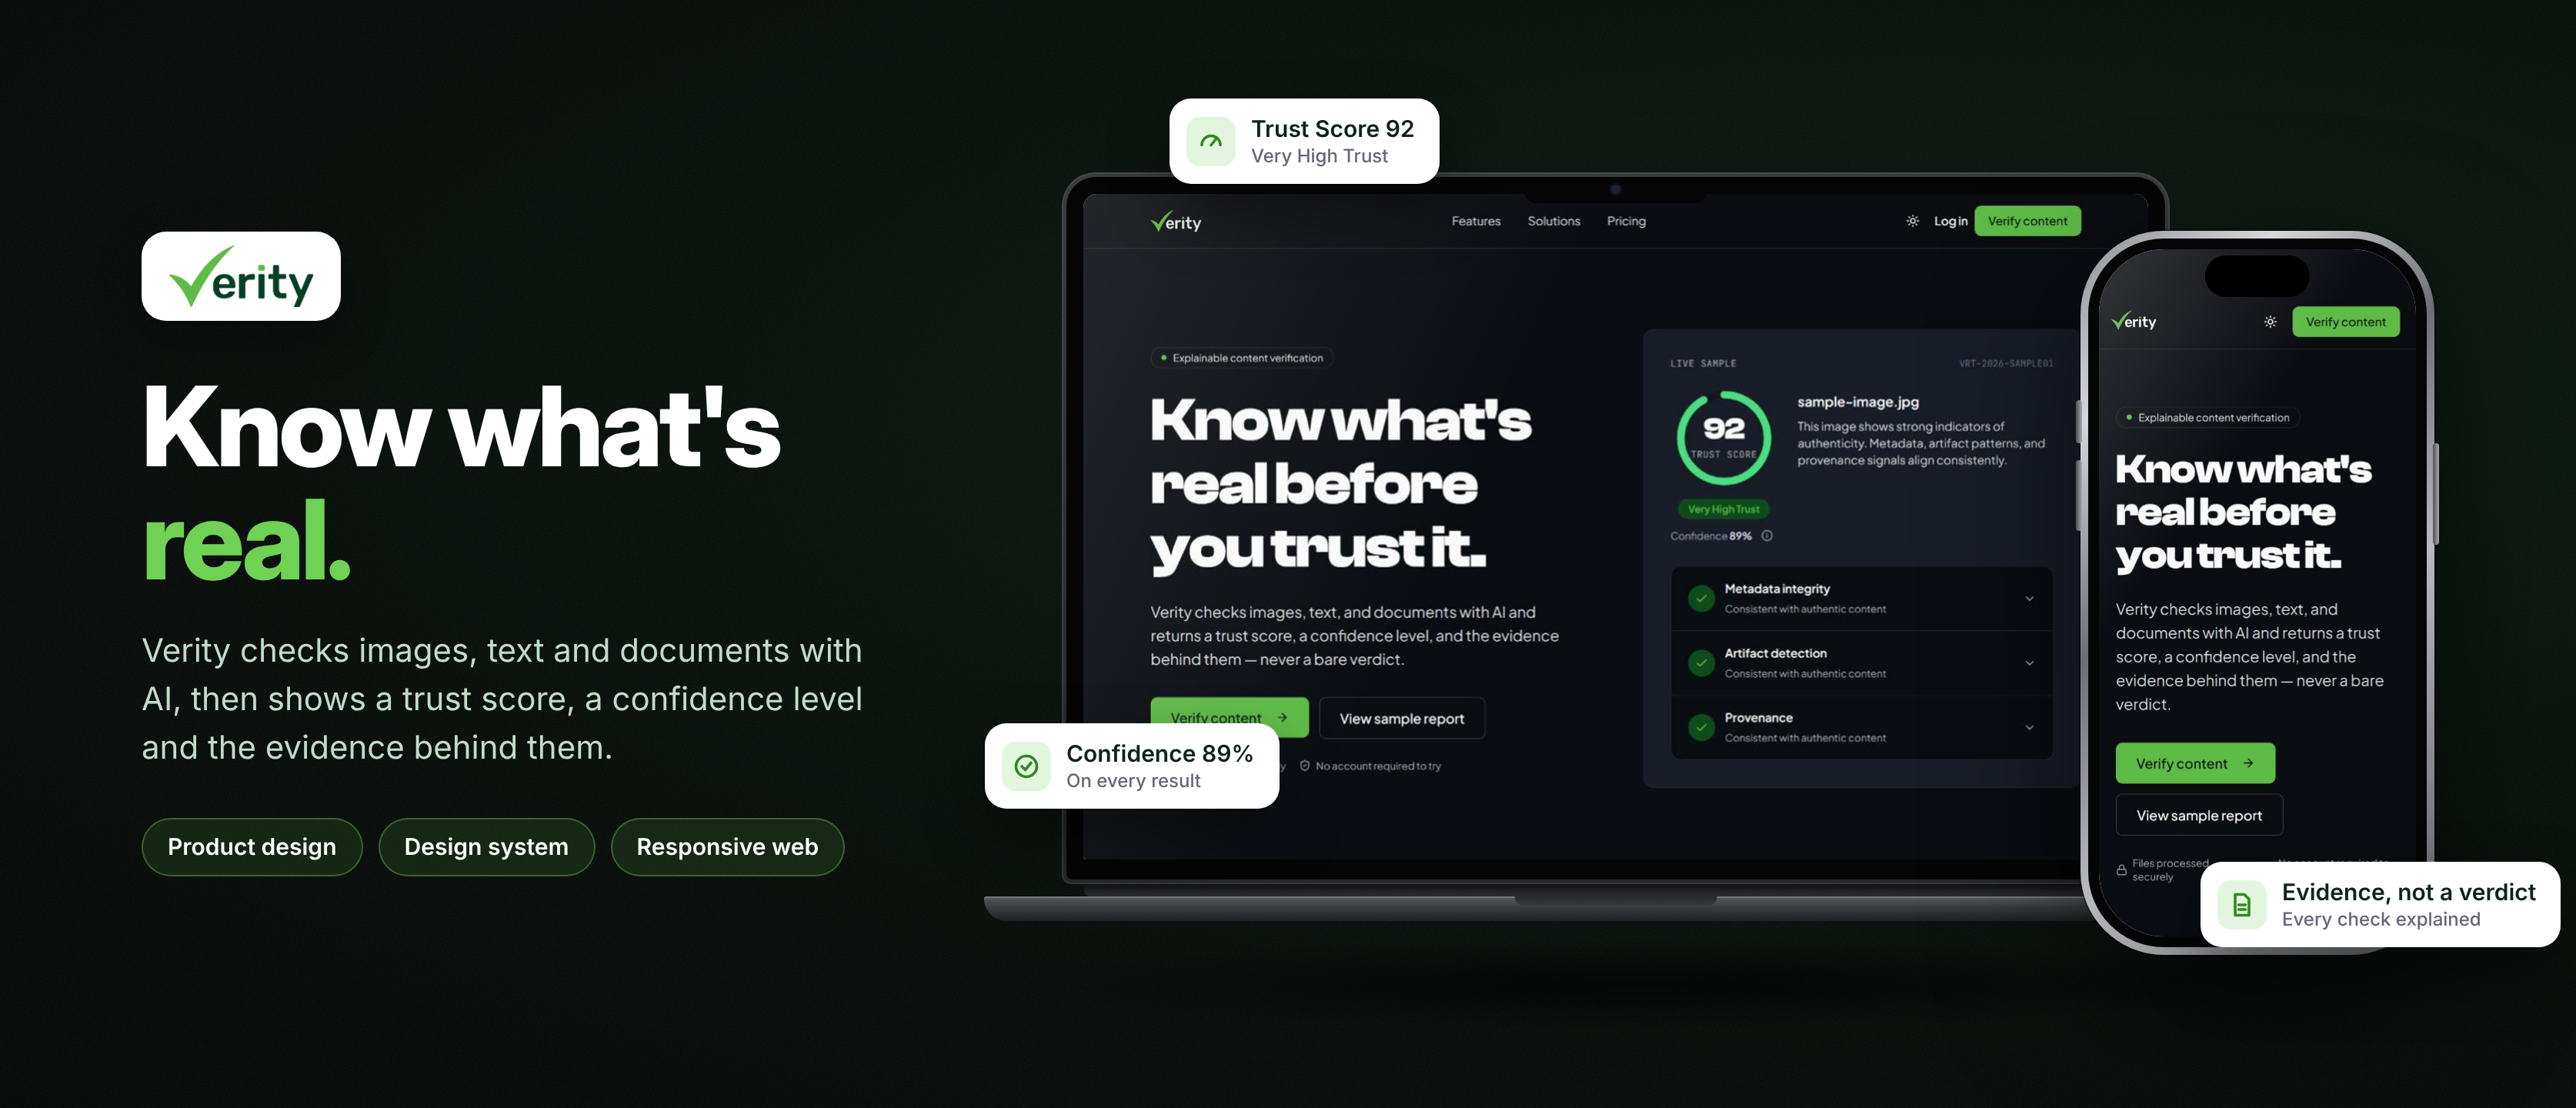 Verity
Know what's
real.
Verity checks images, text and documents with
AI, then shows a trust score, a confidence level
and the evidence behind them.
Product design
Design system
Responsive web
Trust Score 92
Very High Trust
Verity
Features
Solutions
Pricing
Log in
Verify content
Explainable content verification
Know what's
real before
you trust it.
Verity checks images, text, and documents with AI and
returns a trust score, a confidence level, and the evidence
behind them — never a bare verdict.
Verify content
View sample report
No account required to try
Confidence 89%
On every result
LIVE SAMPLE
VRT-2026-SAMPLE01
92
TRUST SCORE
Very High Trust
Confidence 89%
sample-image.jpg
This image shows strong indicators of
authenticity. Metadata, artifact patterns, and
provenance signals align consistently.
Metadata integrity
Consistent with authentic content
Artifact detection
Consistent with authentic content
Provenance
Consistent with authentic content
Verity
Verify content
Explainable content verification
Know what's
real before
you trust it.
Verity checks images, text, and
documents with AI and returns a trust
score, a confidence level, and the
evidence behind them — never a bare
verdict.
Verify content
View sample report
Files processed
securely
Evidence, not a verdict
Every check explained